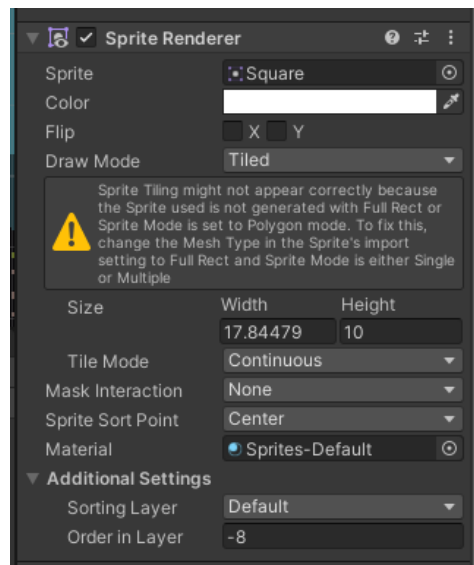 Sprite Renderer
Sprite Square
Color
Flip X Y
Draw Mode Tiled
Sprite Tiling might not appear correctly because
the Sprite used is not generated with Full Rect or
Sprite Mode is set to Polygon mode. To fix this,
change the Mesh Type in the Sprite's import
setting to Full Rect and Sprite Mode is either Single
or Multiple
Size Width Height
17.84479 10
Tile Mode Continuous
Mask Interaction None
Sprite Sort Point Center
Material Sprites-Default
Additional Settings
Sorting Layer Default
Order in Layer -8